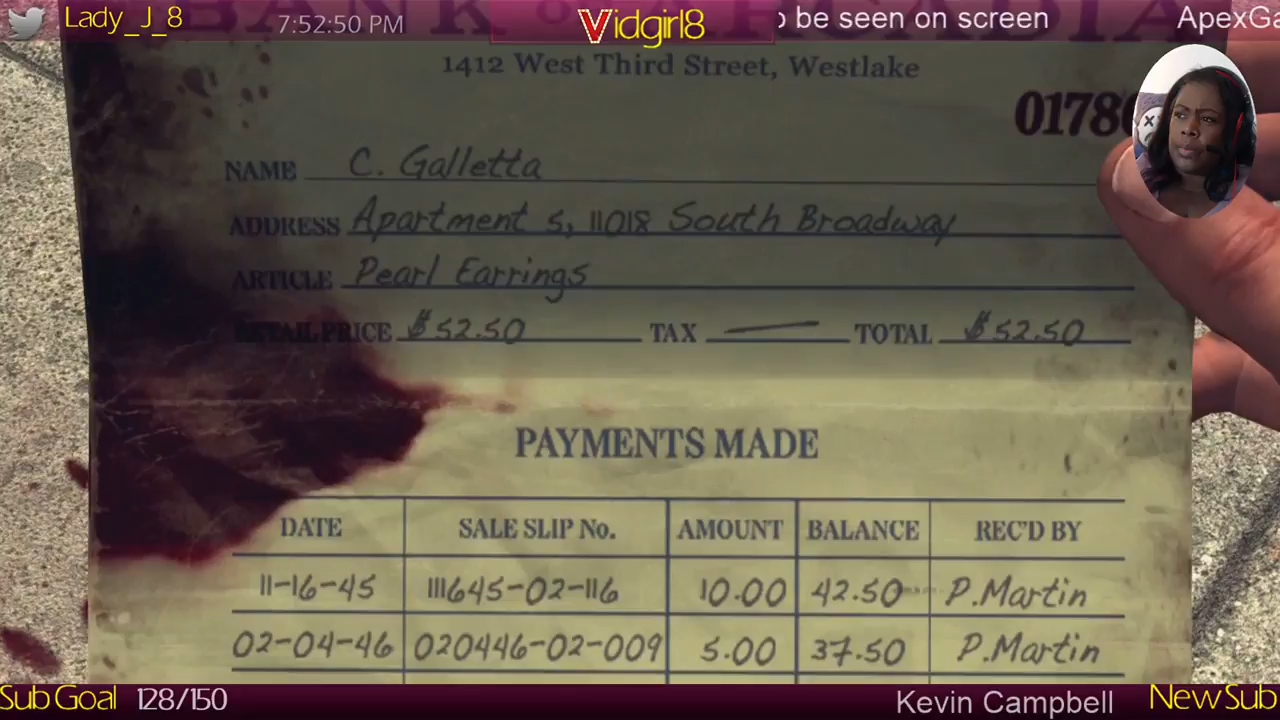 Lady_J_8
7:52:50 PM
Vidgirl8
be seen on screen
ApexGa
1412 West Third Street, Westlake
0178
NAME C. Galletta
ADDRESS Apartment 5, 11018 South Broadway
ARTICLE Pearl Earrings
RETAIL PRICE $52.50 TAX — TOTAL $52.50
PAYMENTS MADE
DATE SALE SLIP No. AMOUNT BALANCE REC'D BY
11-16-45 111645-02-116 10.00 42.50 P.Martin
02-04-46 020446-02-009 5.00 37.50 P.Martin
Sub Goal 128/150
Kevin Campbell
New Sub